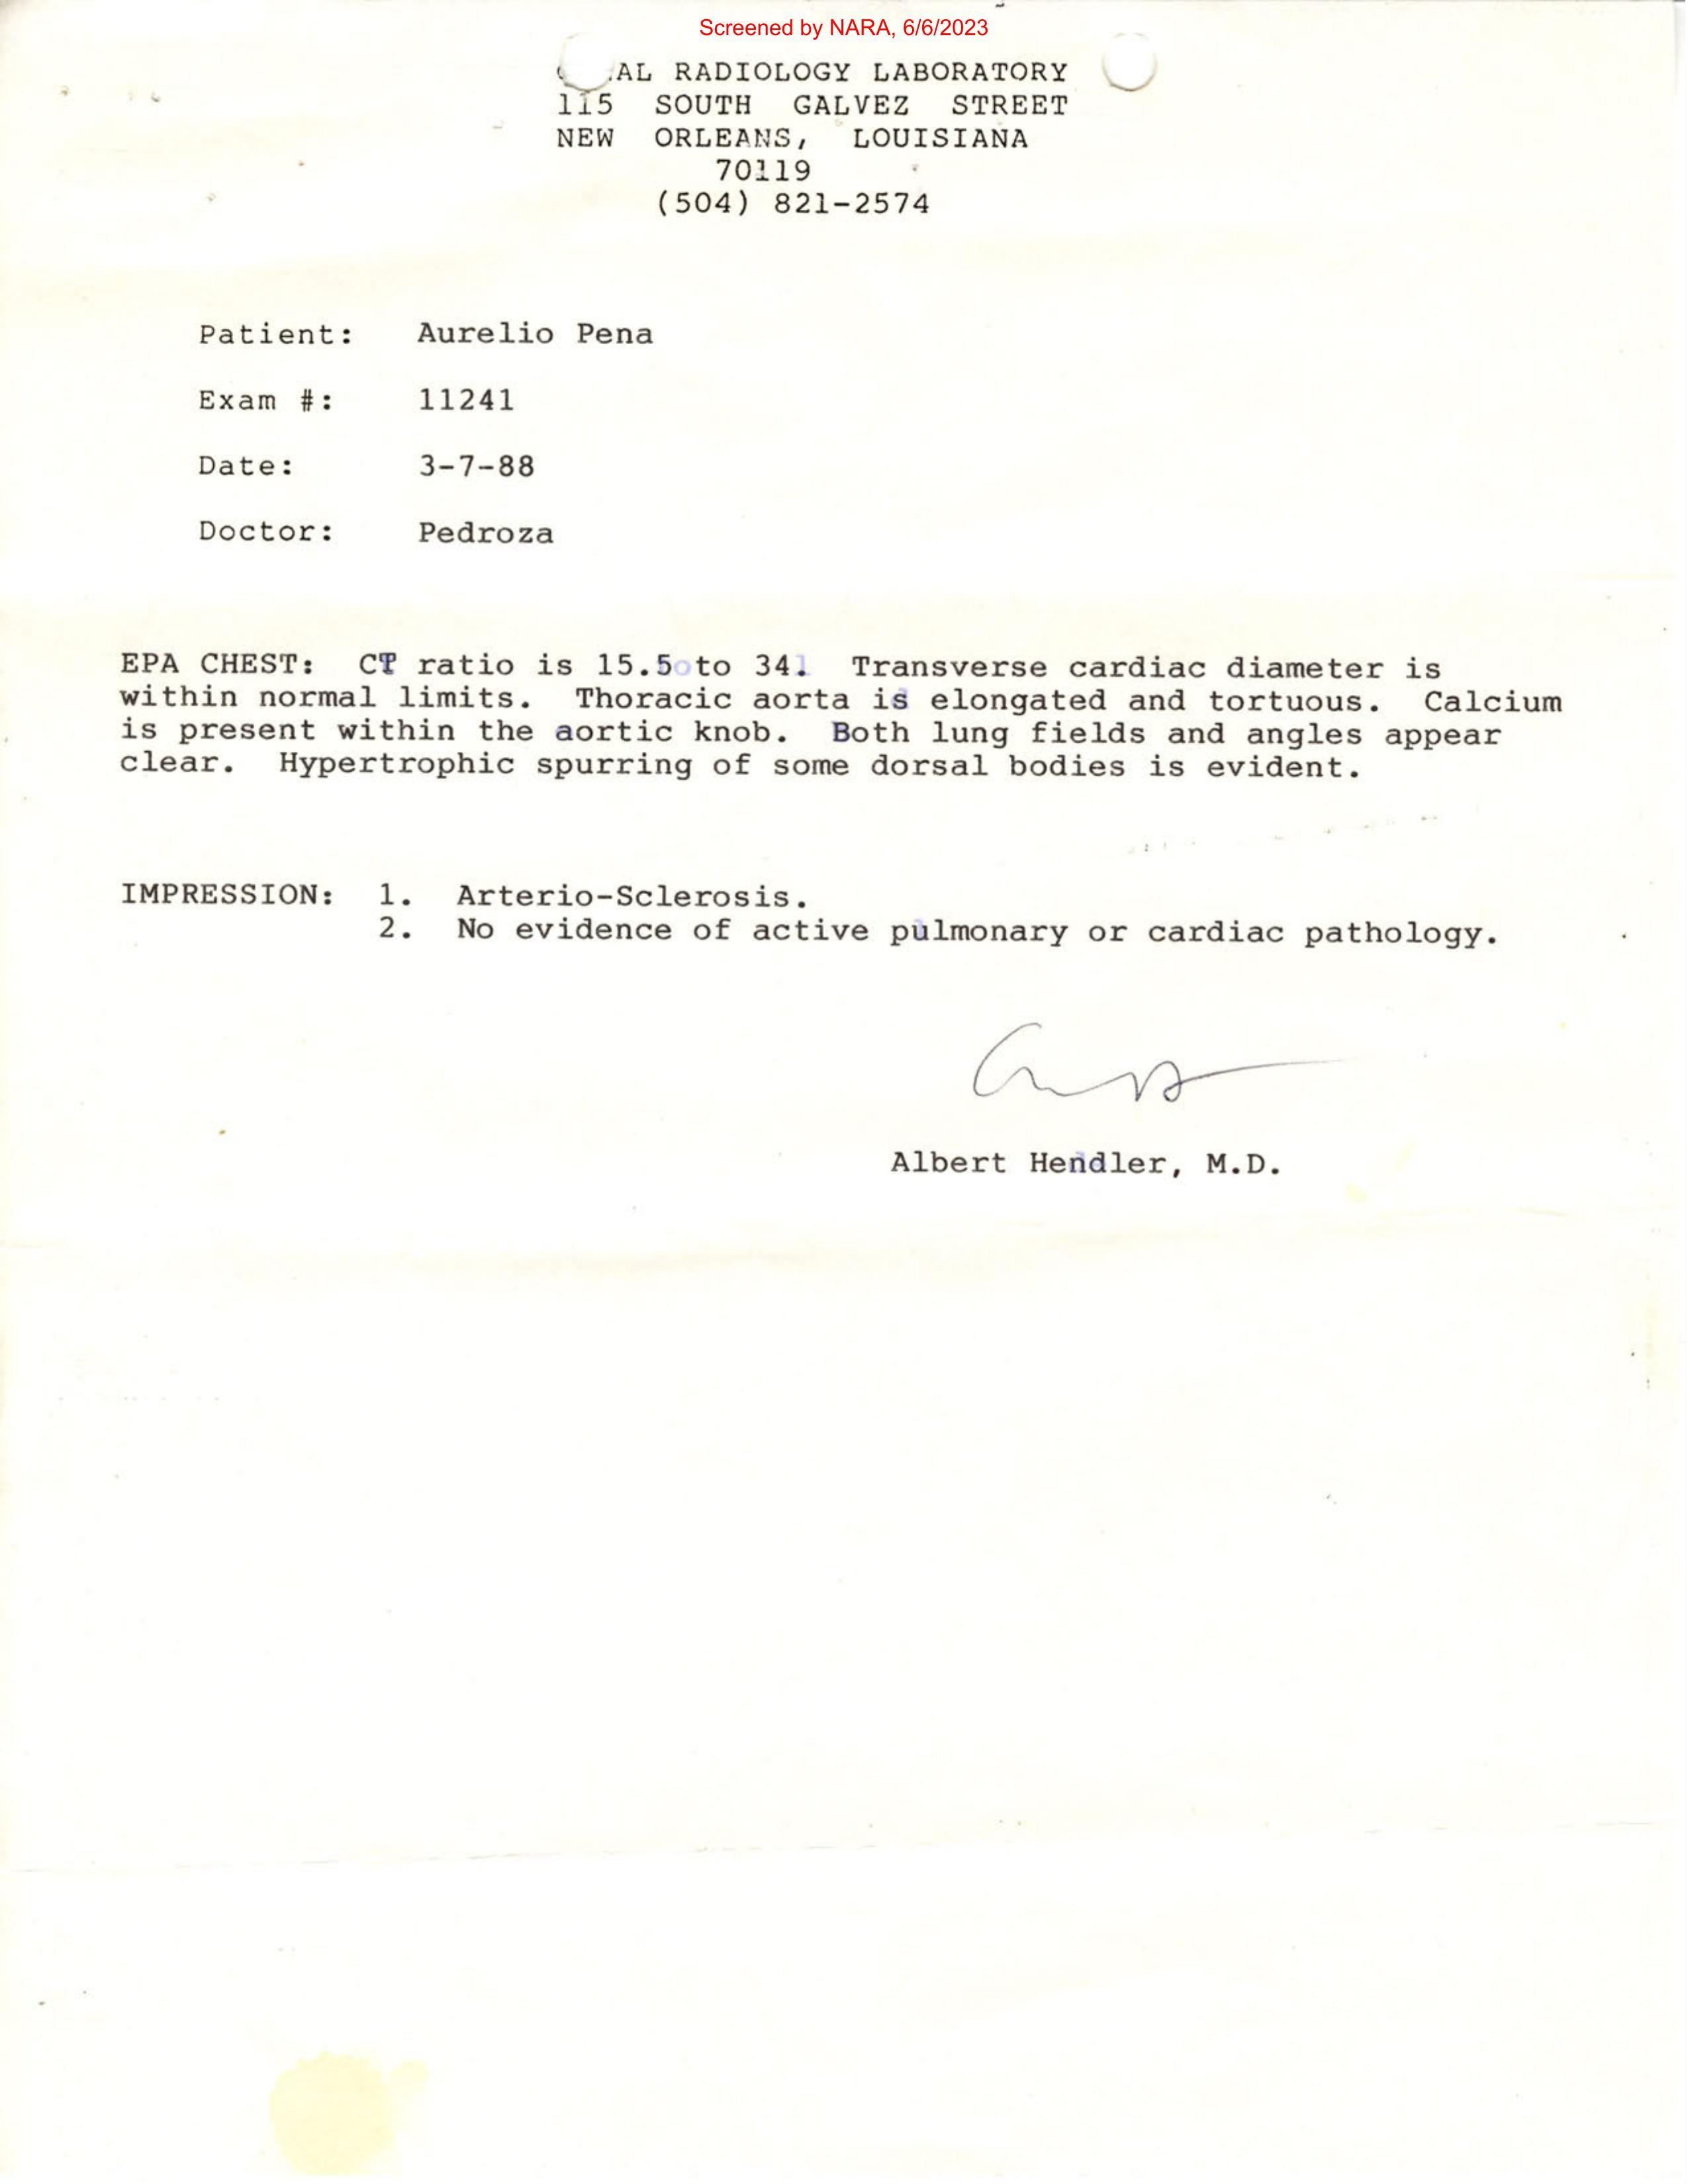 Screened by NARA, 6/6/2023
RADIOLOGY LABORATORY
115 SOUTH GALVEZ STREET
NEW ORLEANS, LOUISIANA
70119
(504) 821-2574
Patient: Aurelio Pena
Exam #: 11241
Date: 3-7-88
Doctor: Pedroza
EPA CHEST: CT ratio is 15.5 to 34. Transverse cardiac diameter is
within normal limits. Thoracic aorta is elongated and tortuous. Calcium
is present within the aortic knob. Both lung fields and angles appear
clear. Hypertrophic spurring of some dorsal bodies is evident.
IMPRESSION: 1. Arterio-Sclerosis.
2. No evidence of active pulmonary or cardiac pathology.
Albert Hendler, M.D.